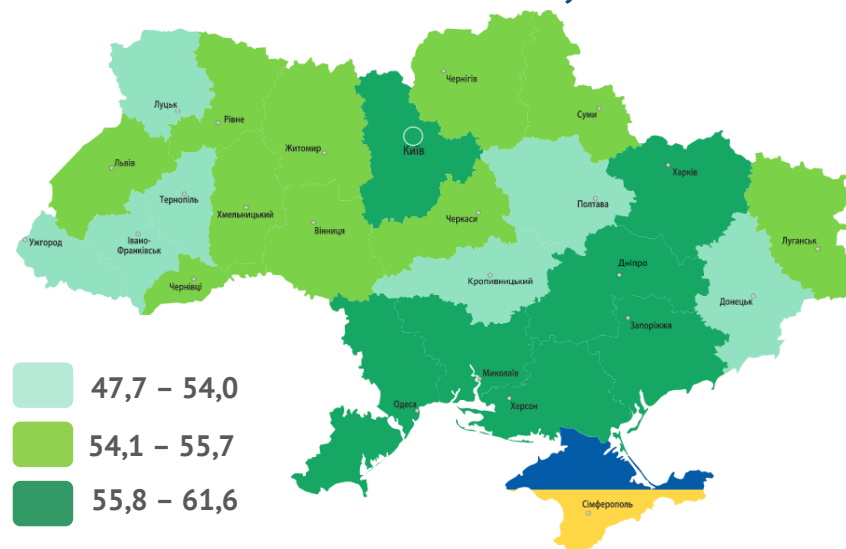 Чернігів
Луцьк
Рівне
Суми
Житомир
Київ
Львів
Харків
Тернопіль
Полтава
Хмельницький
Черкаси
Вінниця
Івано-
Франківськ
Ужгород
Луганськ
Дніпро
Кропивницький
Чернівці
Донецьк
Запоріжжя
Миколаїв
Одеса
Херсон
Сімферополь
47,7 – 54,0
54,1 – 55,7
55,8 – 61,6